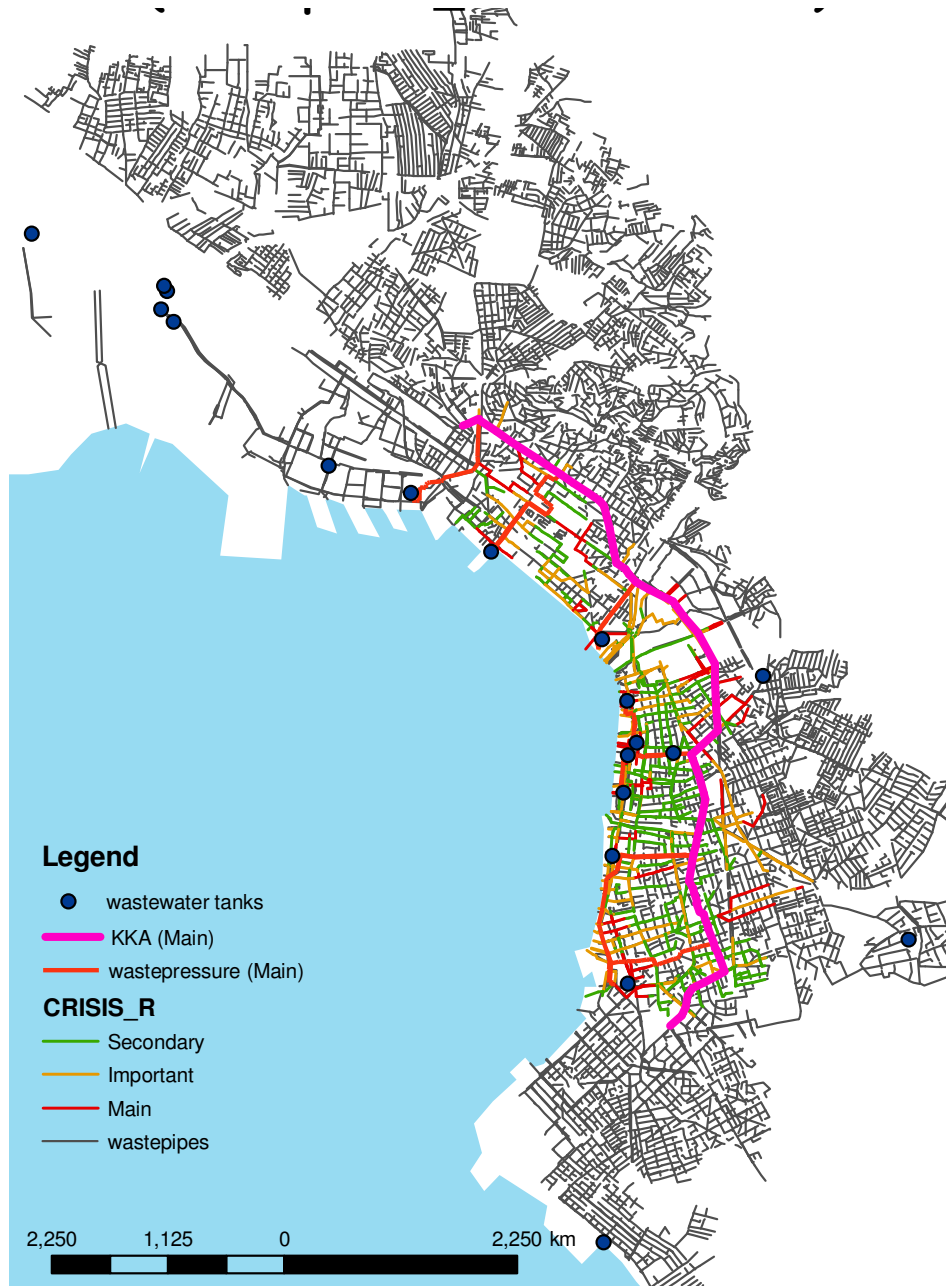 Legend
wastewater tanks
KKA (Main)
wastepressure (Main)
CRISIS_R
Secondary
Important
Main
wastepipes
2,250 1,125 0 2,250 km